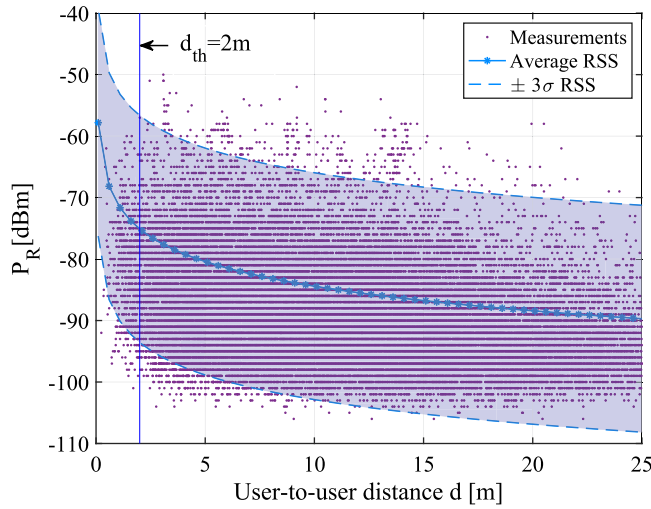 -40
-50
-60
-70
-80
-90
-100
-110
P_R [dBm]
d_th=2m
Measurements
Average RSS
± 3σ RSS
0 5 10 15 20 25
User-to-user distance d [m]